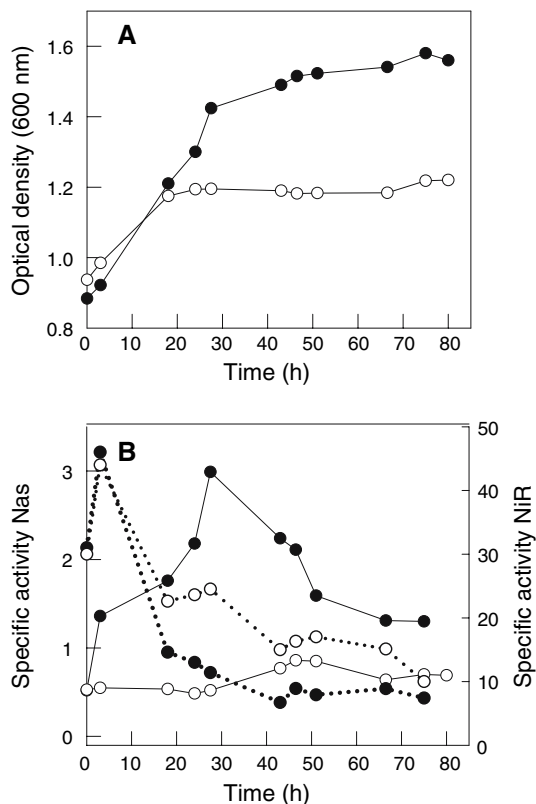 A
Optical density (600 nm)
1.6
1.4
1.2
1.0
0.8
0 10 20 30 40 50 60 70 80
Time (h)
B
Specific activity Nas
3
2
1
0
Specific activity NiR
50
40
30
20
10
0
0 10 20 30 40 50 60 70 80
Time (h)